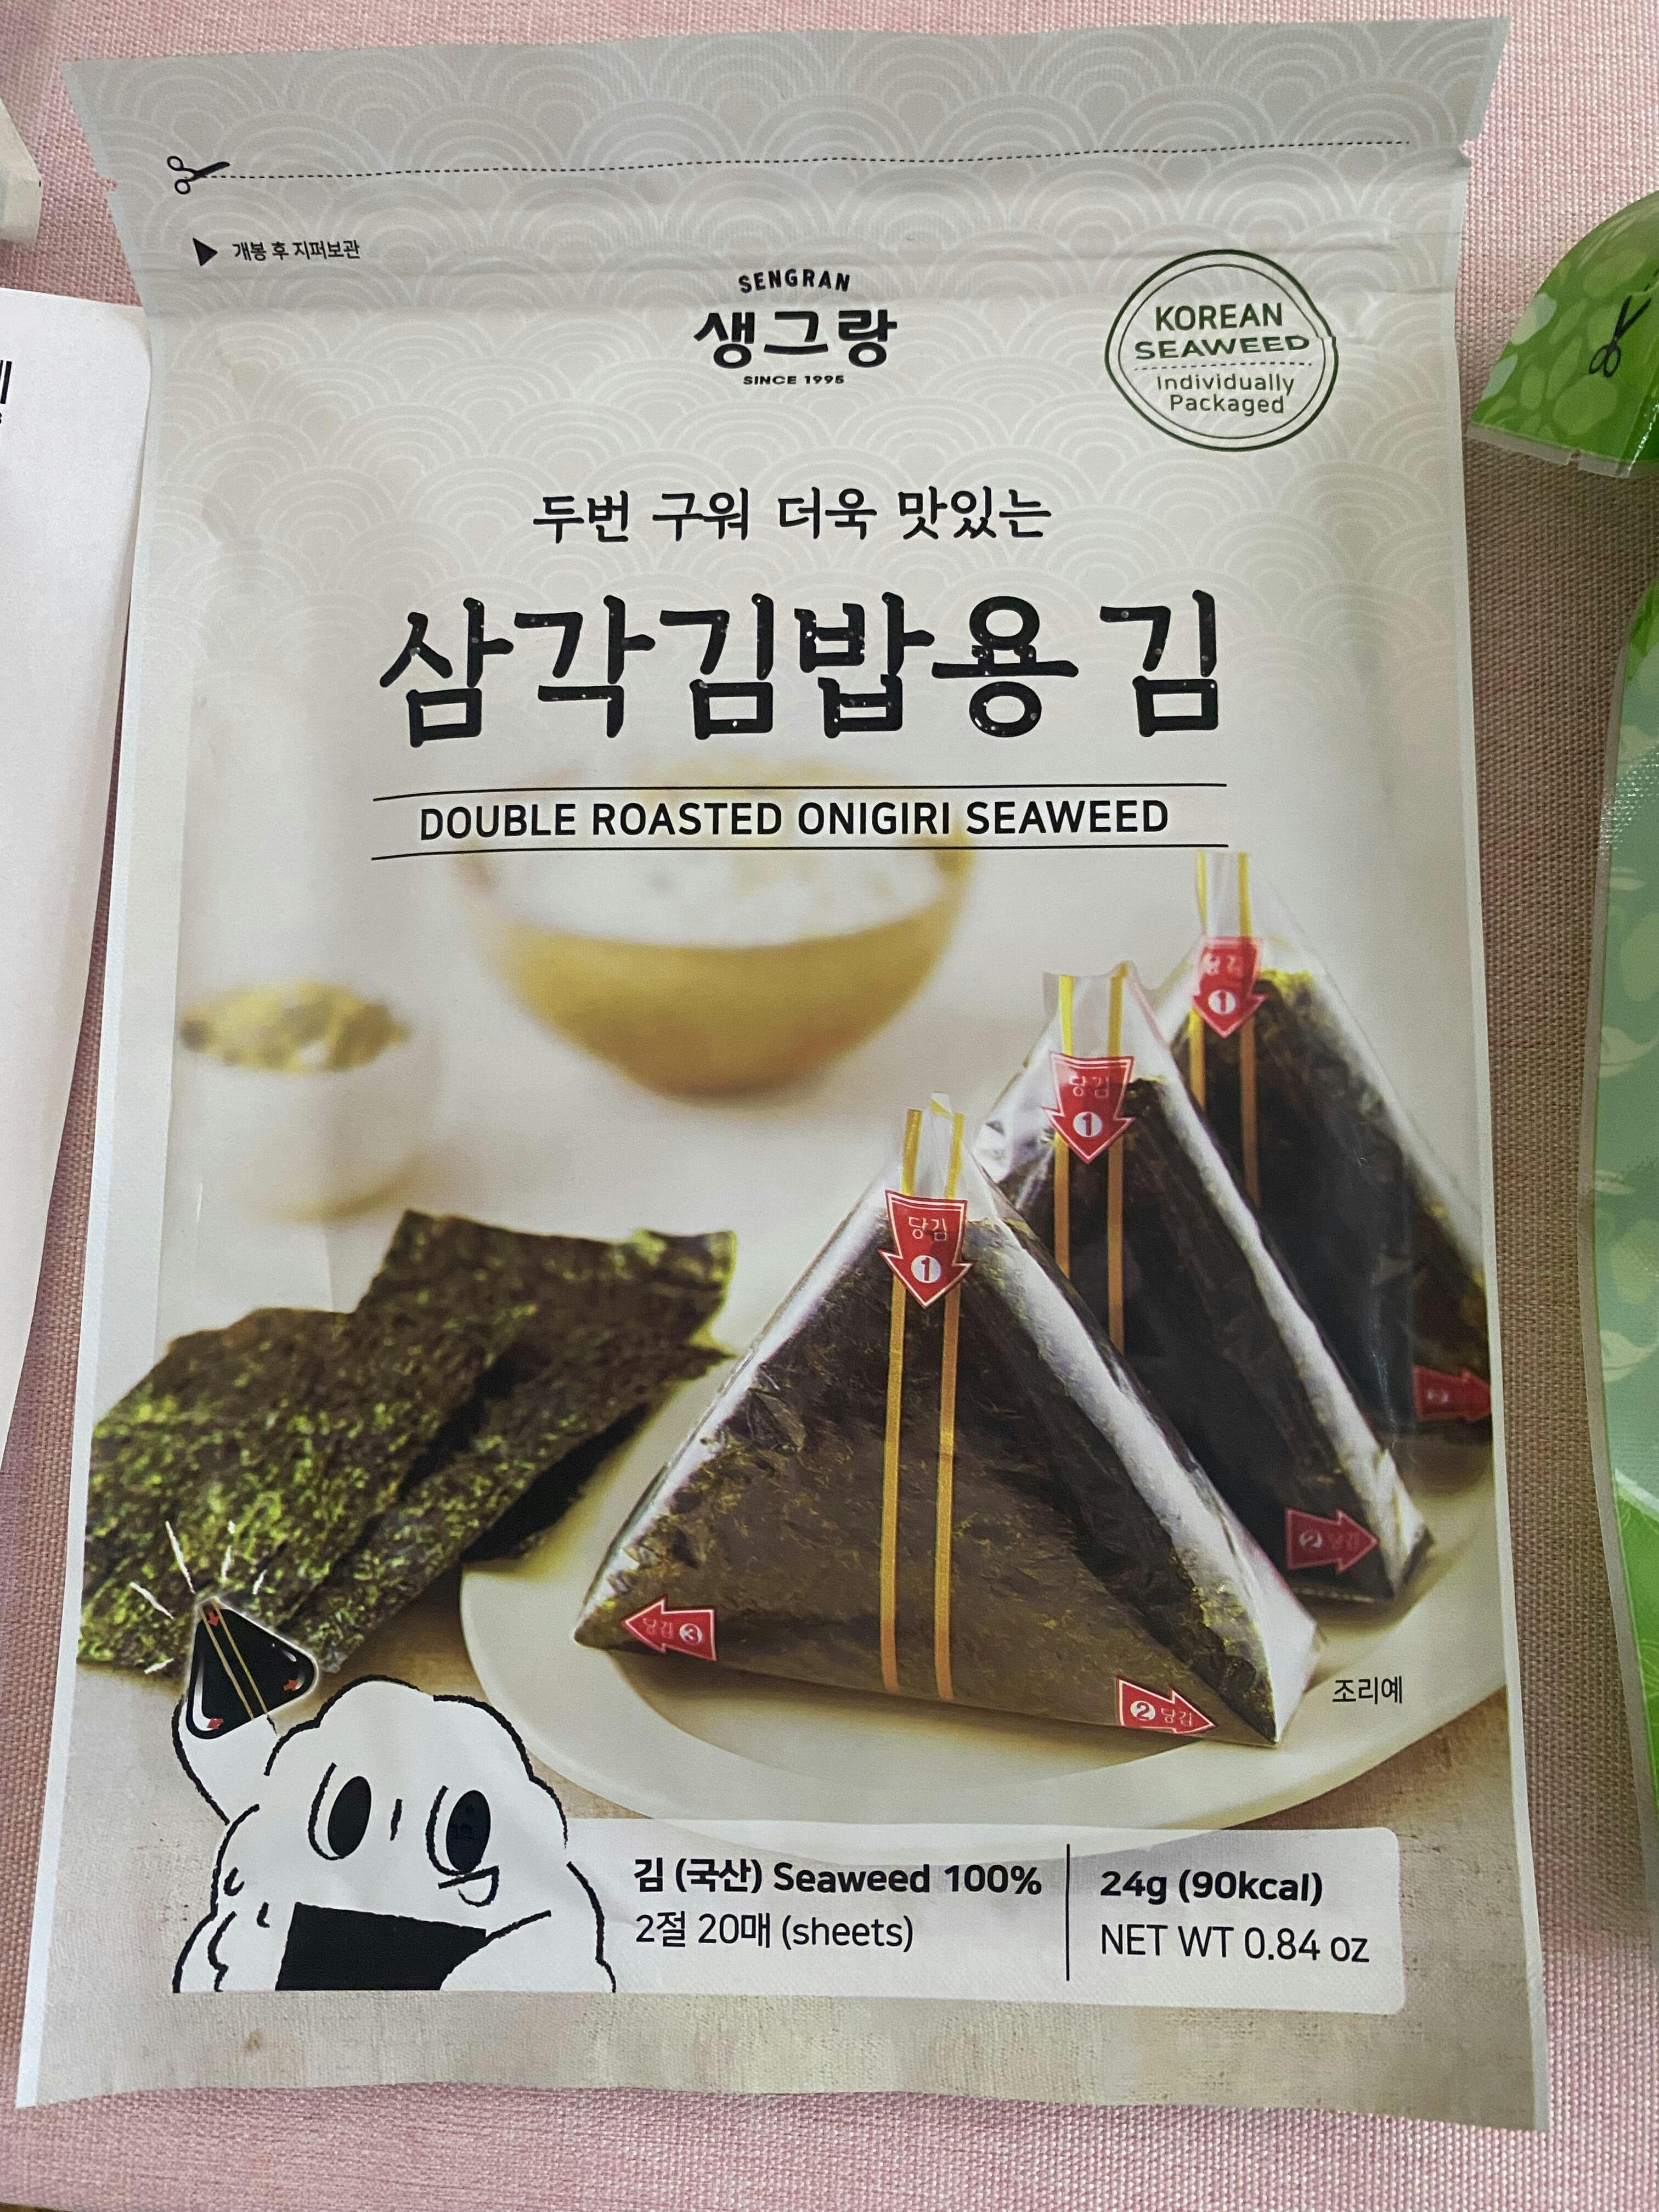 개봉 후 지퍼보관
SENGRAN
생그랑
SINCE 1995
KOREAN
SEAWEED
Individually
Packaged
두번 구워 더욱 맛있는
삼각김밥용 김
DOUBLE ROASTED ONIGIRI SEAWEED
당김
1
당김
1
당김
1
당김 3
2 당김
2 당김
조리예
김 (국산) Seaweed 100%
2절 20매 (sheets)
24g (90kcal)
NET WT 0.84 oz